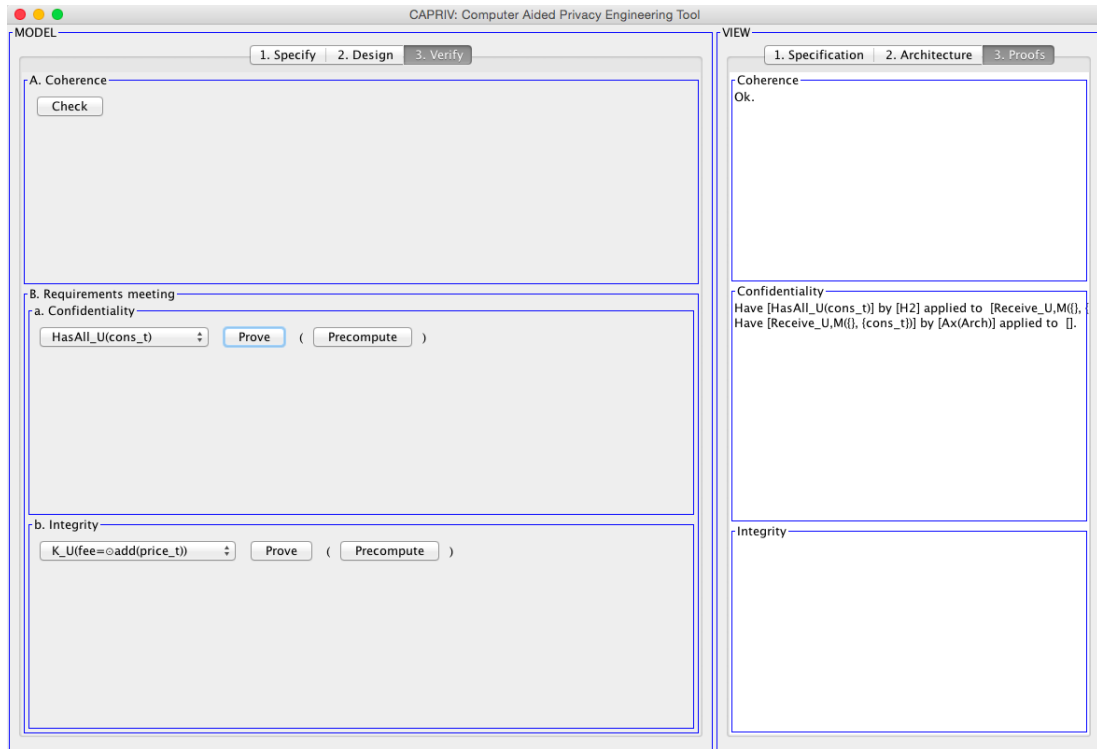 CAPRIV: Computer Aided Privacy Engineering Tool
MODEL
1. Specify 2. Design 3. Verify
A. Coherence
Check
B. Requirements meeting
a. Confidentiality
HasAll_U(cons_t) Prove ( Precompute )
b. Integrity
K_U(fee=⊙add(price_t)) Prove ( Precompute )
VIEW
1. Specification 2. Architecture 3. Proofs
Coherence
Ok.
Confidentiality
Have [HasAll_U(cons_t)] by [H2] applied to [Receive_U,M({}, {
Have [Receive_U,M({}, {cons_t})] by [Ax(Arch)] applied to [].
Integrity